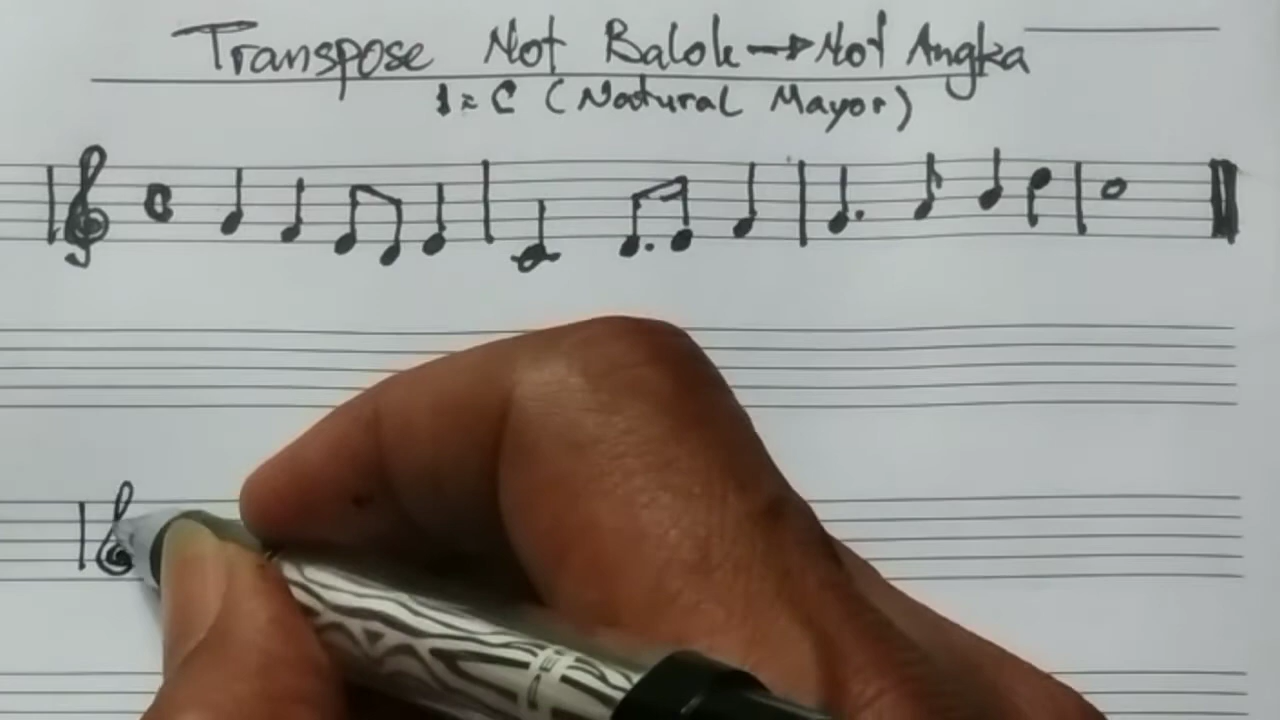 Transpose Not Balok → Not Angka
1 = C (Natural Mayor)